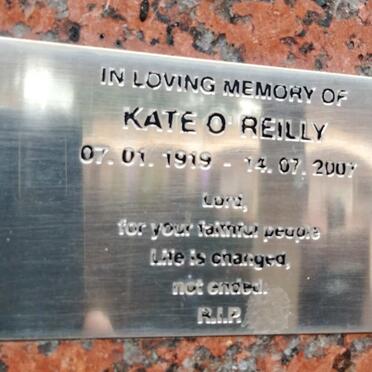 IN LOVING MEMORY OF
KATE O' REILLY
07. 01. 1919 - 14. 07. 2007
Lord,
for your faithful people
Life is changed,
not ended.
R.I.P.